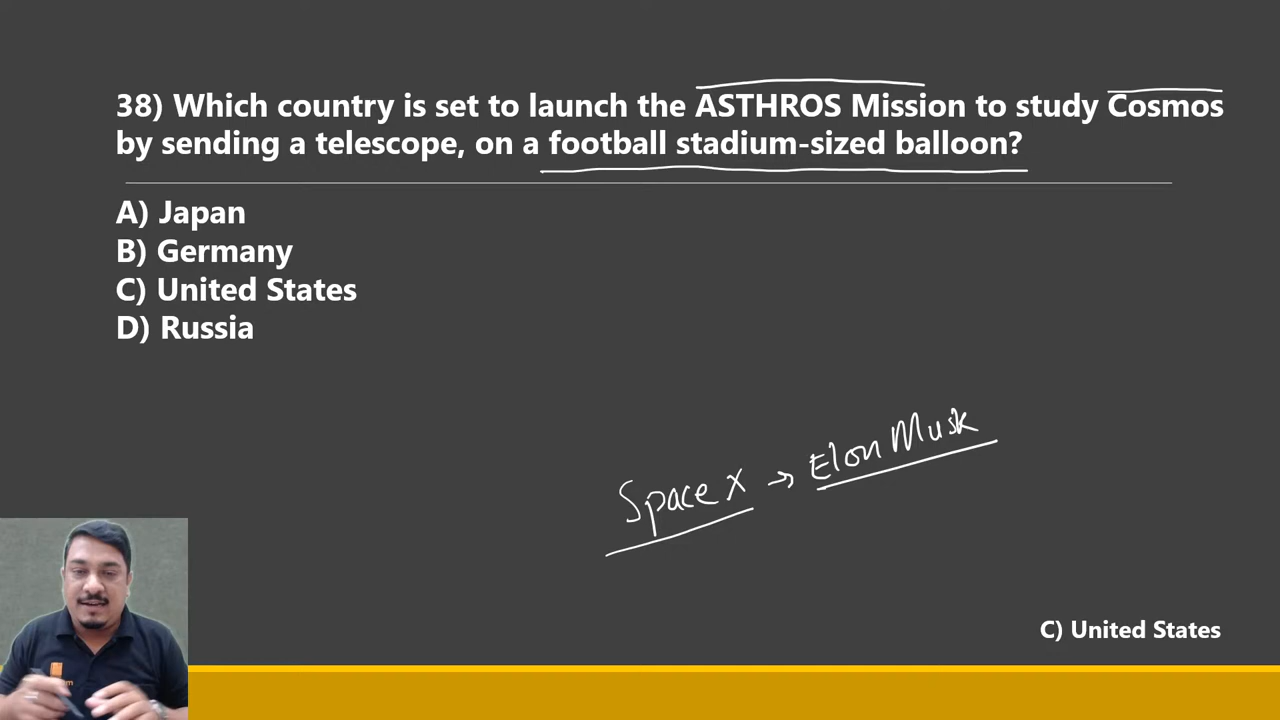 38) Which country is set to launch the ASTHROS Mission to study Cosmos
by sending a telescope, on a football stadium-sized balloon?
A) Japan
B) Germany
C) United States
D) Russia
Space X → Elon Musk
C) United States